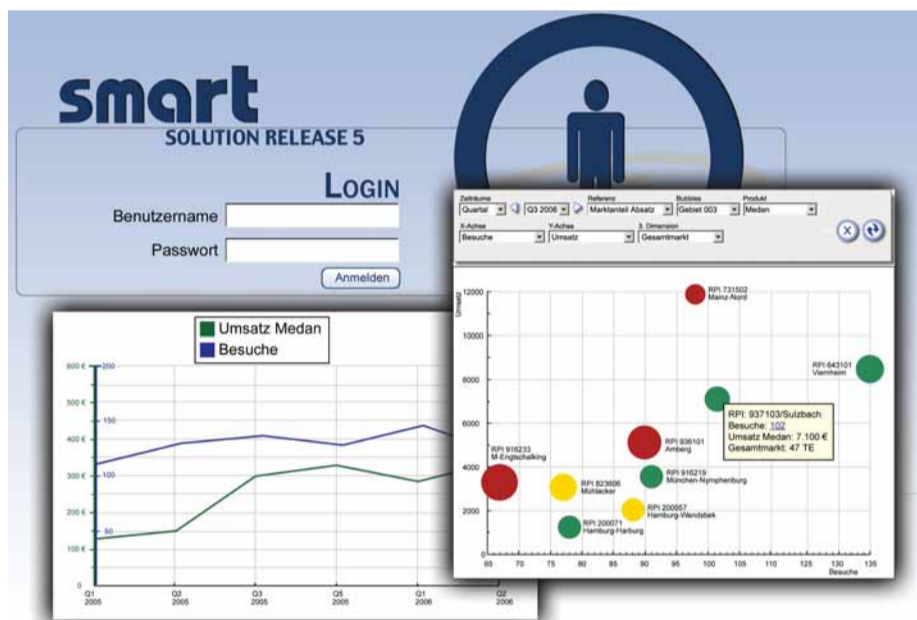 smart
SOLUTION RELEASE 5
LOGIN
Benutzername
Passwort
Anmelden
Umsatz Medan
Besuche
600 €
500 €
400 €
300 €
200 €
100 €
0
200
150
100
50
Q1 2005
Q2 2005
Q3 2005
Q5 2005
Q1 2006
Q2 2006
Zeiträume Referenz Bubbles Produkt
Quartal Q3 2006 Marktanteil Absatz Gebiet 003 Medan
X-Achse Y-Achse 3. Dimension
Besuche Umsatz Gesamtmarkt
X
Umsatz
12000
10000
8000
6000
4000
2000
0
RPI 731502
Mainz-Nord
RPI 643101
Viernheim
RPI: 937103/Sulzbach
Besuche: 102
Umsatz Medan: 7.100 €
Gesamtmarkt: 47 TE
RPI 936101
Amberg
RPI 916233
M-Englschalking
RPI 916219
München-Nymphenburg
RPI 823606
Mühlacker
RPI 200057
Hamburg-Wandsbek
RPI 200071
Hamburg-Harburg
65 70 75 80 85 90 95 100 105 110 115 120 125 130 135
Besuche